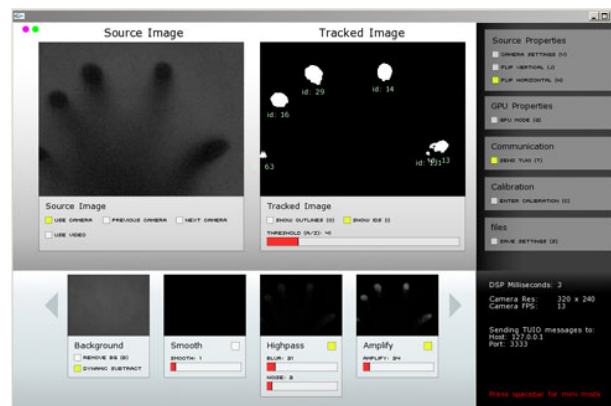 Source Image
Tracked Image
id: 29
id: 14
id: 16
63
Source Image
USE CAMERA
PREVIOUS CAMERA
NEXT CAMERA
USE VIDEO
Tracked Image
SHOW OUTLINES (O)
SHOW IDS (I)
Source Properties
CAMERA SETTINGS (V)
FLIP VERTICAL (J)
FLIP HORIZONTAL (H)
GPU Properties
GPU MODE (G)
Communication
SEND TUIO (T)
Calibration
ENTER CALIBRATION (C)
files
SAVE SETTINGS (S)
Background
REMOVE BG (B)
DYNAMIC SUBTRACT
Smooth
SMOOTH: 1
Highpass
BLUR: 21
NOISE: 3
Amplify
AMPLIFY: 24
DSP Milliseconds: 3
Camera Res: 320 x 240
Camera FPS: 13
Sending TUIO messages to:
Host: 127.0.0.1
Port: 3333
Press spacebar for mini mode.